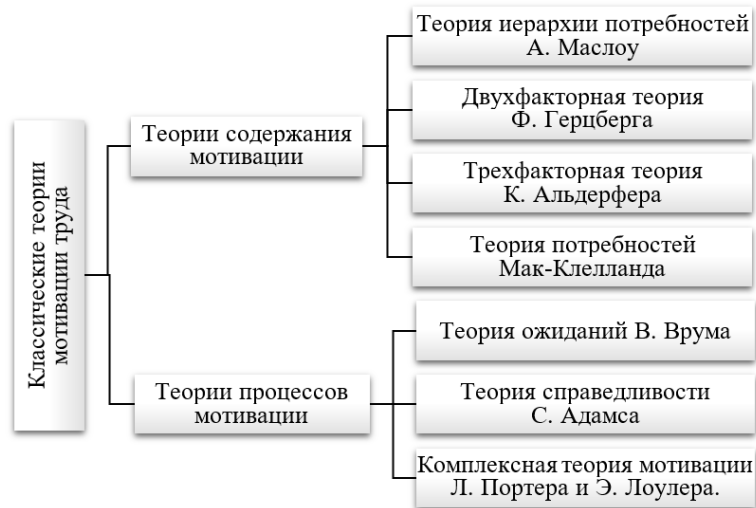 Классические теории
мотивации труда
Теории содержания
мотивации
Теория иерархии потребностей
А. Маслоу
Двухфакторная теория
Ф. Герцберга
Трехфакторная теория
К. Альдерфера
Теория потребностей
Мак-Клелланда
Теории процессов
мотивации
Теория ожиданий В. Врума
Теория справедливости
С. Адамса
Комплексная теория мотивации
Л. Портера и Э. Лоулера.